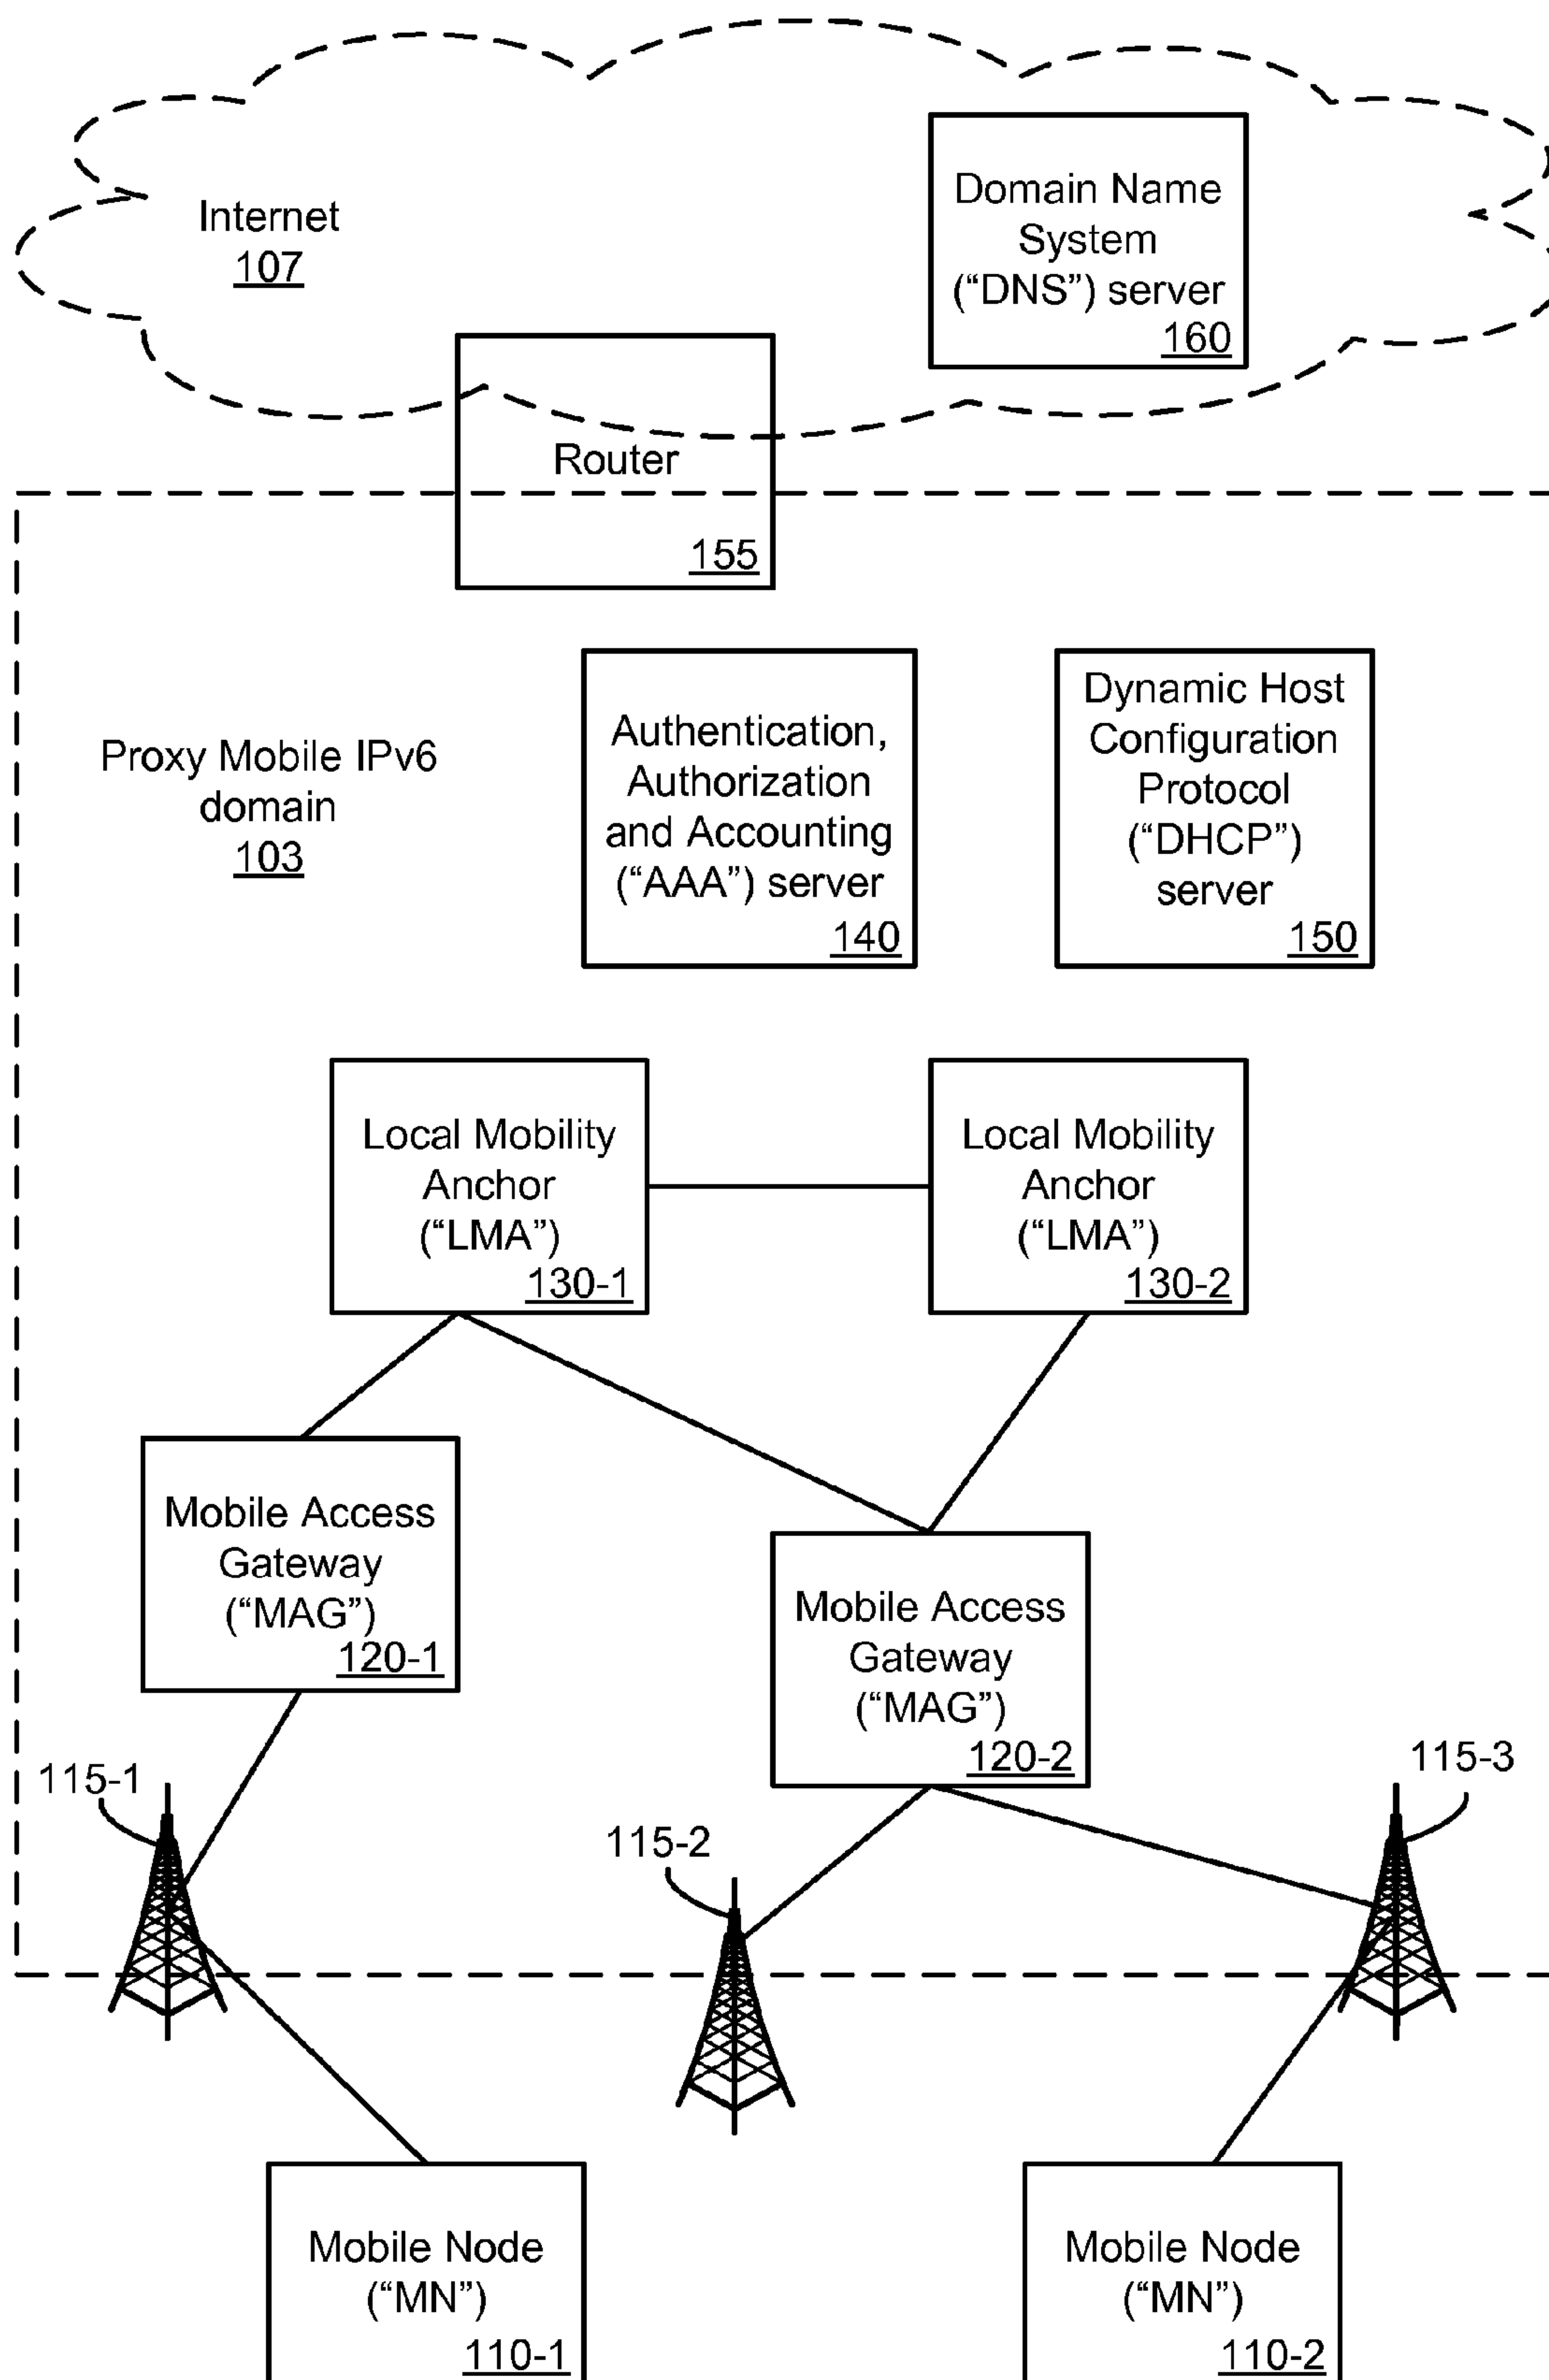 Internet
107
Domain Name
System
(“DNS”) server
160
Router
155
Proxy Mobile IPv6
domain
103
Authentication,
Authorization
and Accounting
(“AAA”) server
140
Dynamic Host
Configuration
Protocol
(“DHCP”)
server
150
Local Mobility
Anchor
(“LMA”)
130-1
Local Mobility
Anchor
(“LMA”)
130-2
Mobile Access
Gateway
(“MAG”)
120-1
Mobile Access
Gateway
(“MAG”)
120-2
115-1
115-2
115-3
Mobile Node
(“MN”)
110-1
Mobile Node
(“MN”)
110-2